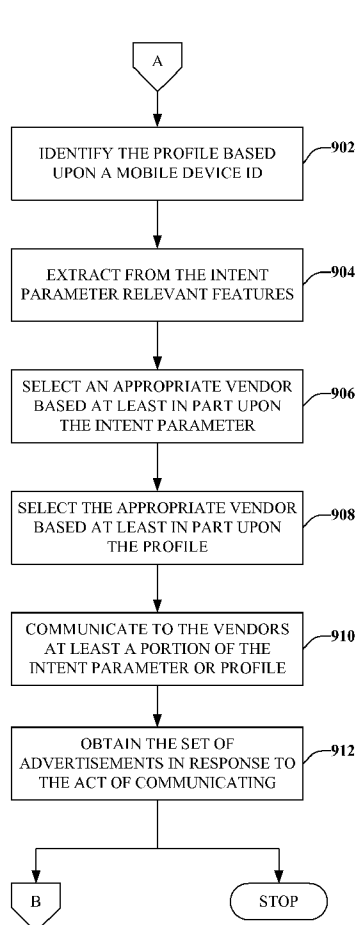 A
IDENTIFY THE PROFILE BASED
UPON A MOBILE DEVICE ID
902
EXTRACT FROM THE INTENT
PARAMETER RELEVANT FEATURES
904
SELECT AN APPROPRIATE VENDOR
BASED AT LEAST IN PART UPON
THE INTENT PARAMETER
906
SELECT THE APPROPRIATE VENDOR
BASED AT LEAST IN PART UPON
THE PROFILE
908
COMMUNICATE TO THE VENDORS
AT LEAST A PORTION OF THE
INTENT PARAMETER OR PROFILE
910
OBTAIN THE SET OF
ADVERTISEMENTS IN RESPONSE TO
THE ACT OF COMMUNICATING
912
B
STOP